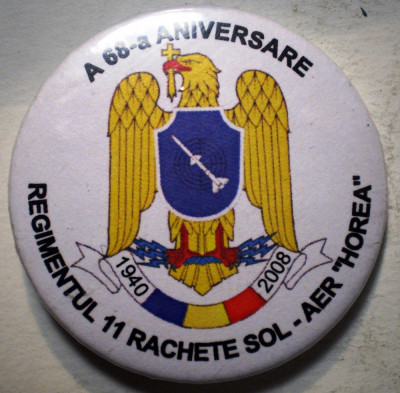 A 68-a ANIVERSARE
1940
2008
REGIMENTUL 11 RACHETE SOL - AER "HOREA"